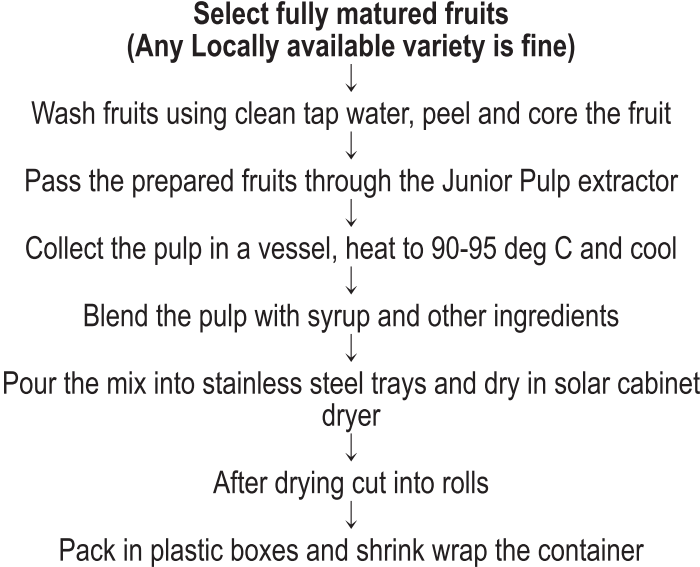 Select fully matured fruits
(Any Locally available variety is fine)
Wash fruits using clean tap water, peel and core the fruit
Pass the prepared fruits through the Junior Pulp extractor
Collect the pulp in a vessel, heat to 90-95 deg C and cool
Blend the pulp with syrup and other ingredients
Pour the mix into stainless steel trays and dry in solar cabinet
dryer
After drying cut into rolls
Pack in plastic boxes and shrink wrap the container